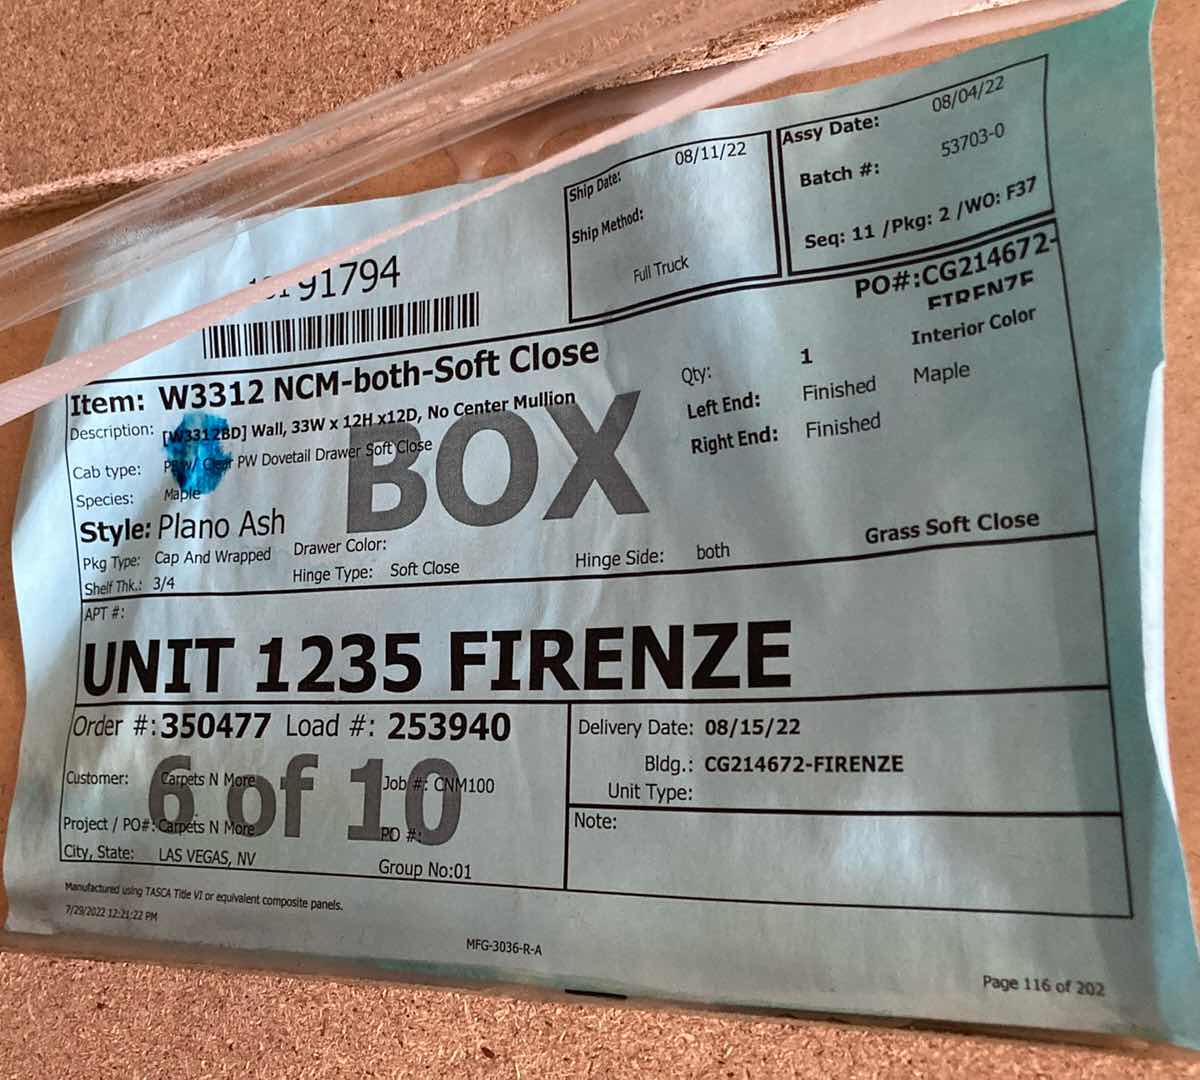 Ship Date: 08/11/22
Ship Method:
Full Truck
Assy Date: 08/04/22
Batch #: 53703-0
Seq: 11 /Pkg: 2 /WO: F37
91794
PO#:CG214672-
FIRENZE
Item: W3312 NCM-both-Soft Close
Description: [W3312BD] Wall, 33W x 12H x12D, No Center Mullion
Cab type: Clear PW Dovetail Drawer Soft Close
Species: Maple
Style: Plano Ash
Pkg Type: Cap And Wrapped Drawer Color:
Shelf Thk.: 3/4 Hinge Type: Soft Close Hinge Side: both
BOX
Qty: 1 Interior Color
Left End: Finished Maple
Right End: Finished
Grass Soft Close
APT #:
UNIT 1235 FIRENZE
Order #:350477 Load #: 253940
Customer: Carpets N More Job #: CNM100
6 of 10
Project / PO#:Carpets N More PO #:
City, State: LAS VEGAS, NV Group No:01
Delivery Date: 08/15/22
Bldg.: CG214672-FIRENZE
Unit Type:
Note:
Manufactured using TASCA Title VI or equivalent composite panels.
7/29/2022 12:21:22 PM
MFG-3036-R-A
Page 116 of 202